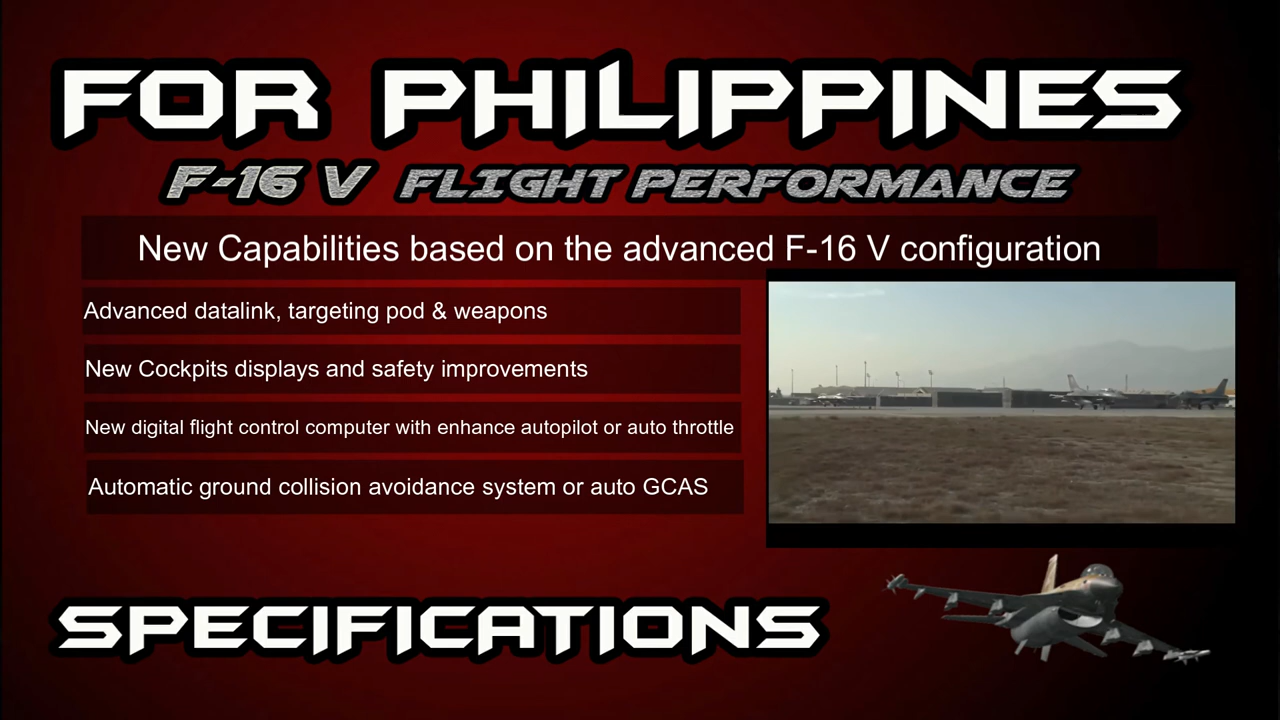 FOR PHILIPPINES
F-16 V FLIGHT PERFORMANCE
New Capabilities based on the advanced F-16 V configuration
Advanced datalink, targeting pod & weapons
New Cockpits displays and safety improvements
New digital flight control computer with enhance autopilot or auto throttle
Automatic ground collision avoidance system or auto GCAS
SPECIFICATIONS